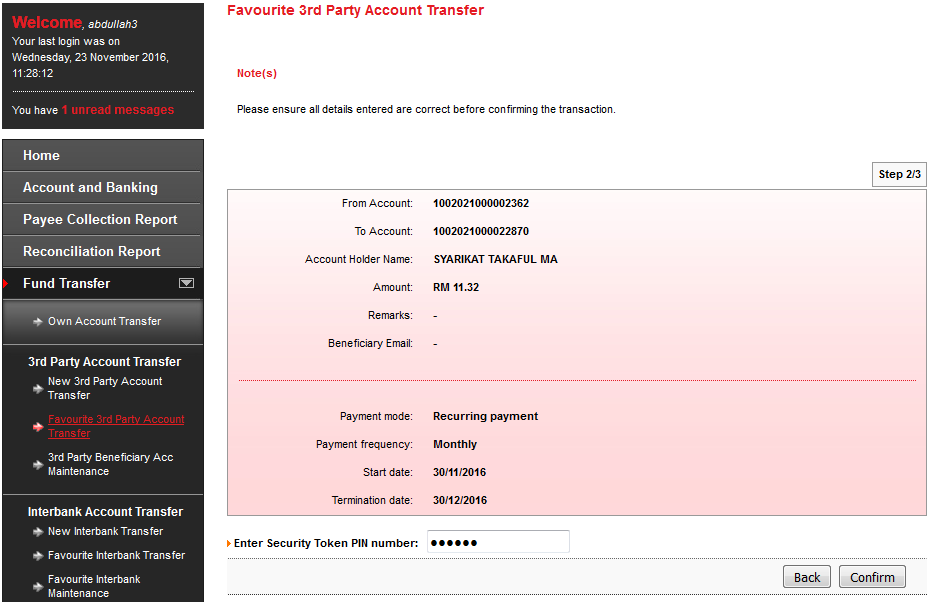 Welcome, abdullah3
Your last login was on
Wednesday, 23 November 2016,
11:28:12
You have 1 unread messages
Home
Account and Banking
Payee Collection Report
Reconciliation Report
Fund Transfer
Own Account Transfer
3rd Party Account Transfer
New 3rd Party Account
Transfer
Favourite 3rd Party Account
Transfer
3rd Party Beneficiary Acc
Maintenance
Interbank Account Transfer
New Interbank Transfer
Favourite Interbank Transfer
Favourite Interbank
Maintenance
Favourite 3rd Party Account Transfer
Note(s)
Please ensure all details entered are correct before confirming the transaction.
Step 2/3
From Account: 1002021000002362
To Account: 1002021000022870
Account Holder Name: SYARIKAT TAKAFUL MA
Amount: RM 11.32
Remarks: -
Beneficiary Email: -
Payment mode: Recurring payment
Payment frequency: Monthly
Start date: 30/11/2016
Termination date: 30/12/2016
Enter Security Token PIN number: ●●●●●●
Back Confirm